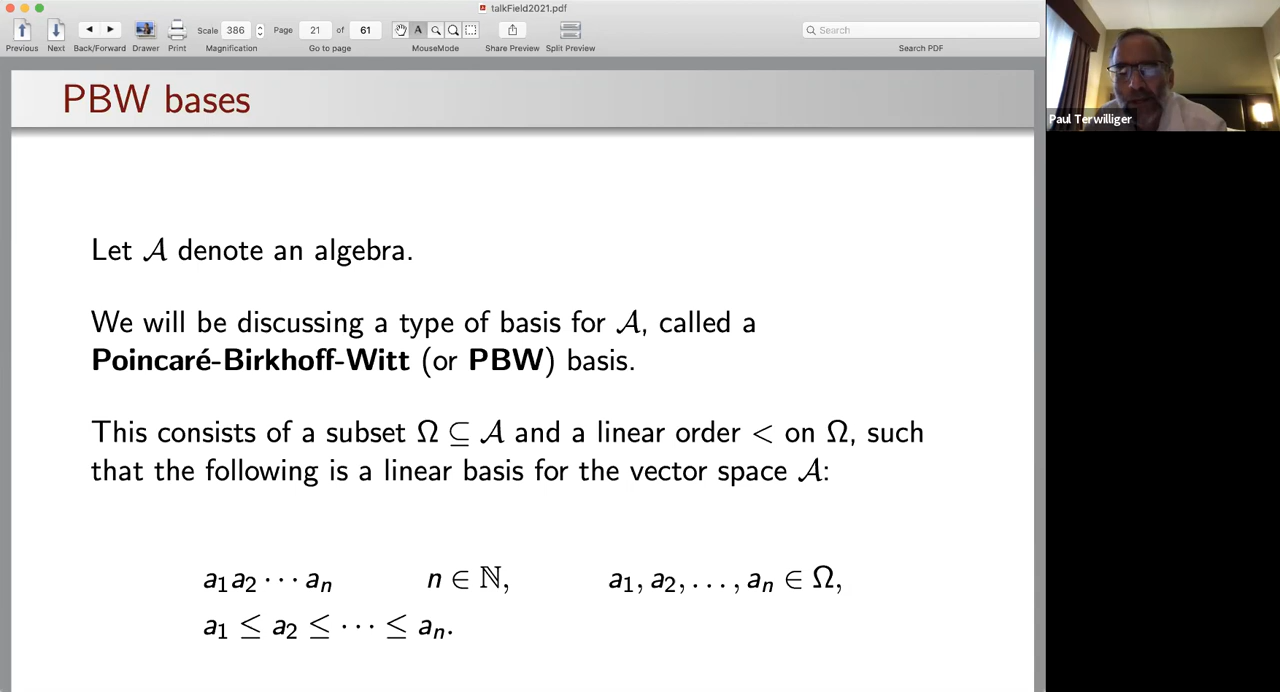 talkField2021.pdf
Scale 386 Page 21 of 61 A Search
Previous Next Back/Forward Drawer Print Magnification Go to page MouseMode Share Preview Split Preview Search PDF
Paul Terwilliger
PBW bases
Let 𝒜 denote an algebra.
We will be discussing a type of basis for 𝒜, called a
Poincaré-Birkhoff-Witt (or PBW) basis.
This consists of a subset Ω ⊆ 𝒜 and a linear order < on Ω, such
that the following is a linear basis for the vector space 𝒜:
a₁a₂ ⋯ aₙ n ∈ ℕ, a₁, a₂, . . . , aₙ ∈ Ω,
a₁ ≤ a₂ ≤ ⋯ ≤ aₙ.